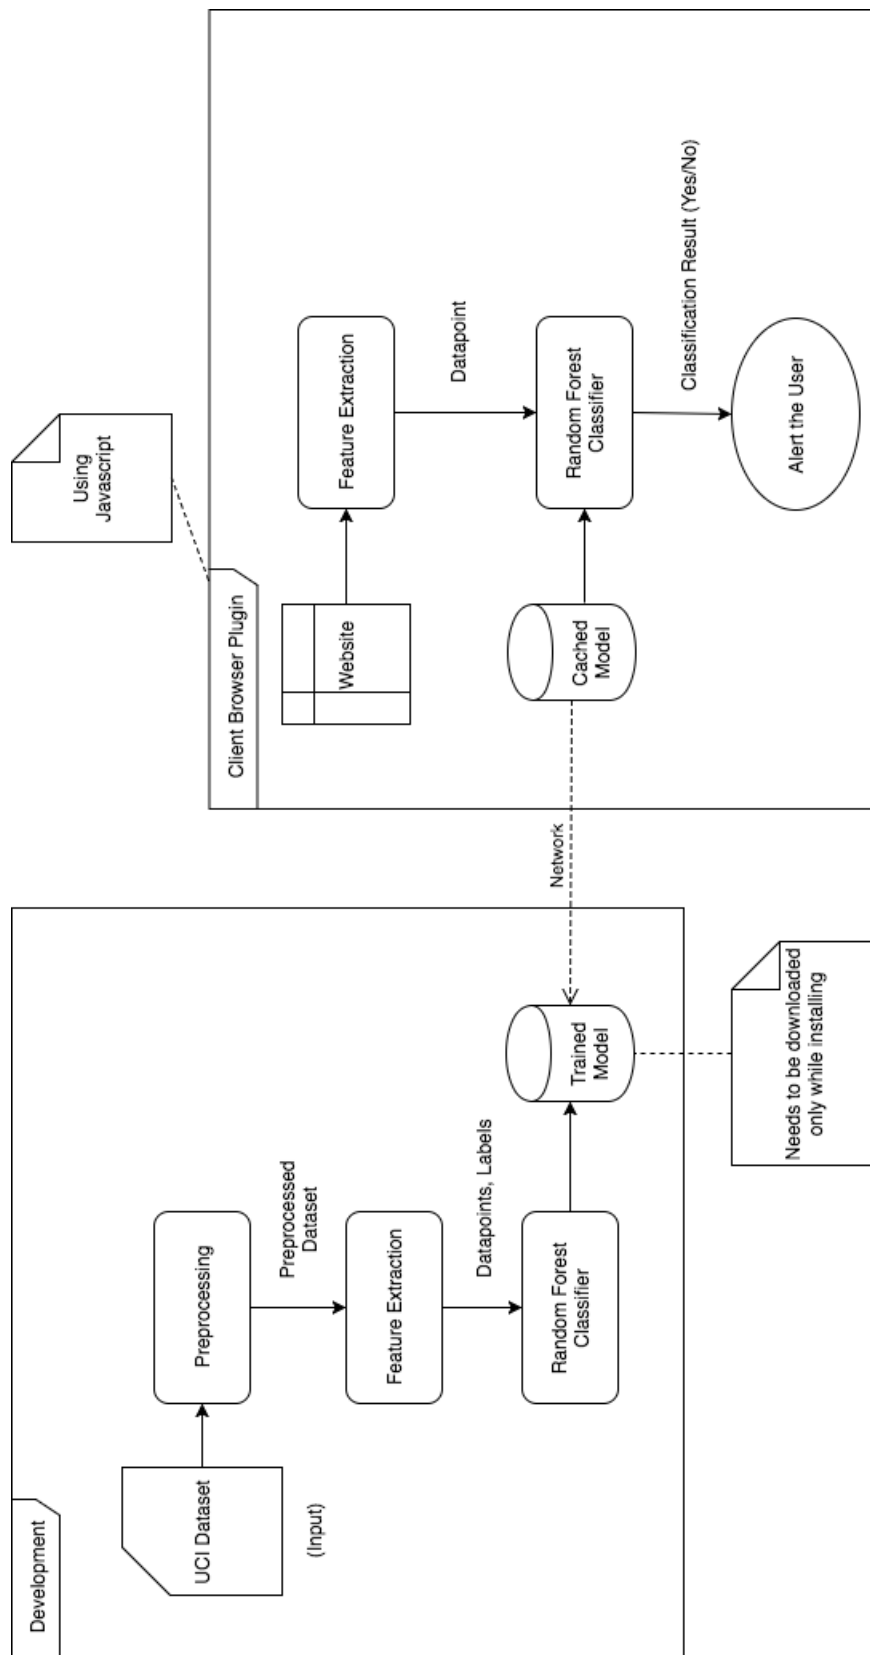 Development
UCI Dataset
(Input)
Preprocessing
Preprocessed
Dataset
Feature Extraction
Datapoints, Labels
Random Forest
Classifier
Trained
Model
Needs to be downloaded
only while installing
Network
Using
Javascript
Client Browser Plugin
Website
Feature Extraction
Datapoint
Cached
Model
Random Forest
Classifier
Classification Result (Yes/No)
Alert the User